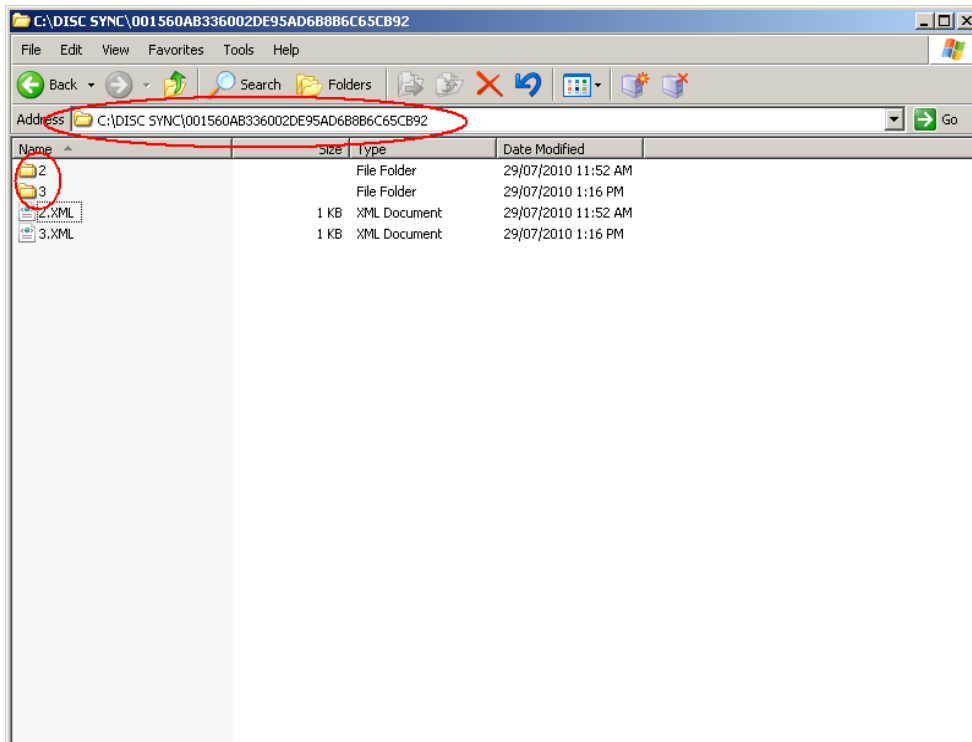 C:\DISC SYNC\001560AB336002DE95AD6B8B6C65CB92
File Edit View Favorites Tools Help
Back Search Folders
Address C:\DISC SYNC\001560AB336002DE95AD6B8B6C65CB92 Go
Name Size Type Date Modified
2 File Folder 29/07/2010 11:52 AM
3 File Folder 29/07/2010 1:16 PM
2.XML 1 KB XML Document 29/07/2010 11:52 AM
3.XML 1 KB XML Document 29/07/2010 1:16 PM